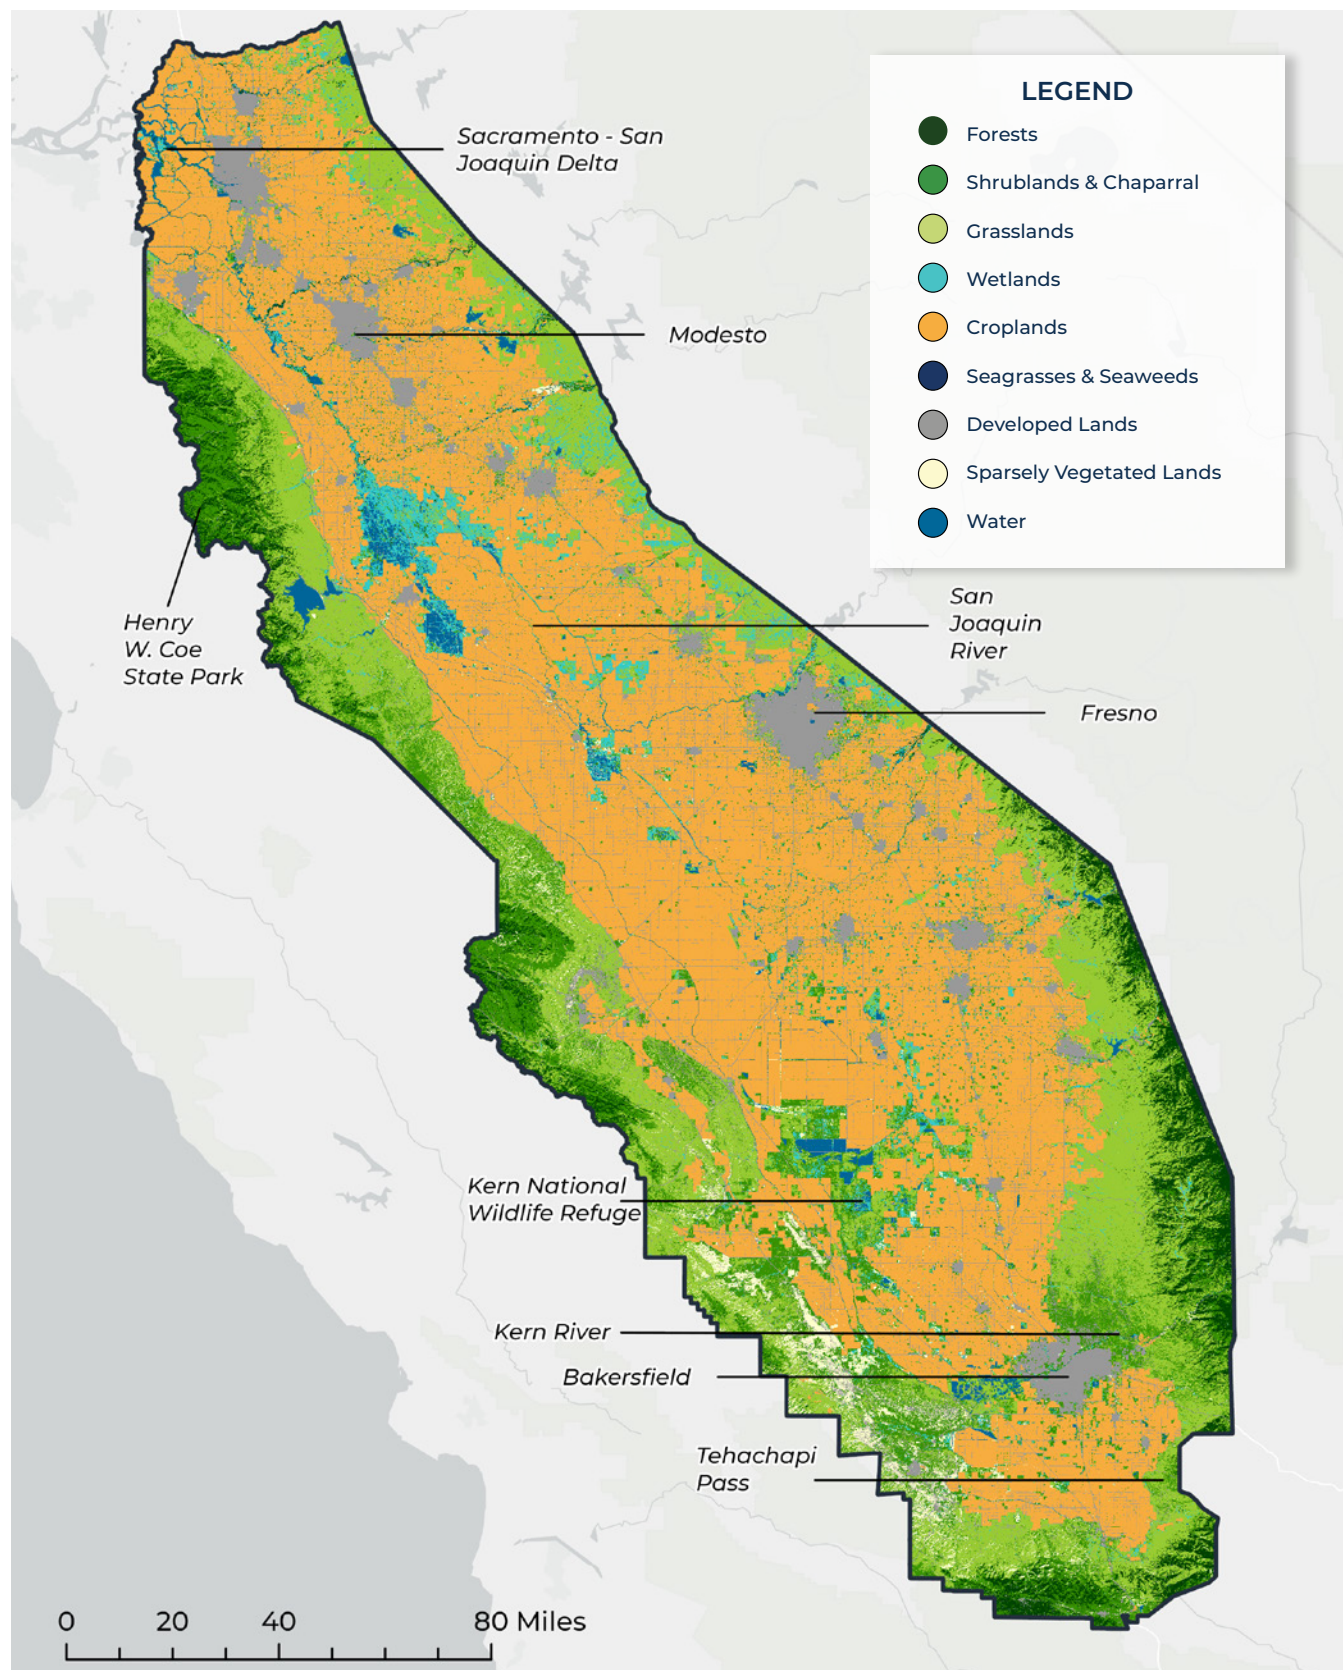 LEGEND
Forests
Shrublands & Chaparral
Grasslands
Wetlands
Croplands
Seagrasses & Seaweeds
Developed Lands
Sparsely Vegetated Lands
Water
Sacramento - San
Joaquin Delta
Modesto
Henry
W. Coe
State Park
San
Joaquin
River
Fresno
Kern National
Wildlife Refuge
Kern River
Bakersfield
Tehachapi
Pass
0 20 40 80 Miles